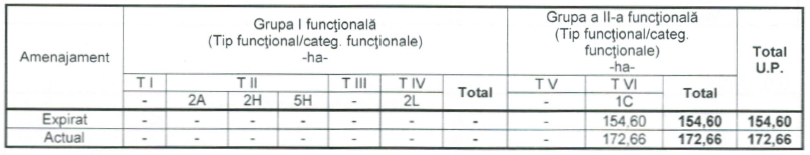 Amenajament | Grupa I funcțională (Tip funcțional/categ. funcționale) -ha- | Grupa a II-a funcțională (Tip funcțional/categ. funcționale) -ha- | Total U.P.
T I | T II | T III | T IV | Total | T V | T VI | Total
- | 2A | 2H | 5H | - | 2L | - | 1C
Expirat | - | - | - | - | - | - | - | - | 154,60 | 154,60 | 154,60
Actual | - | - | - | - | - | - | - | - | 172,66 | 172,66 | 172,66